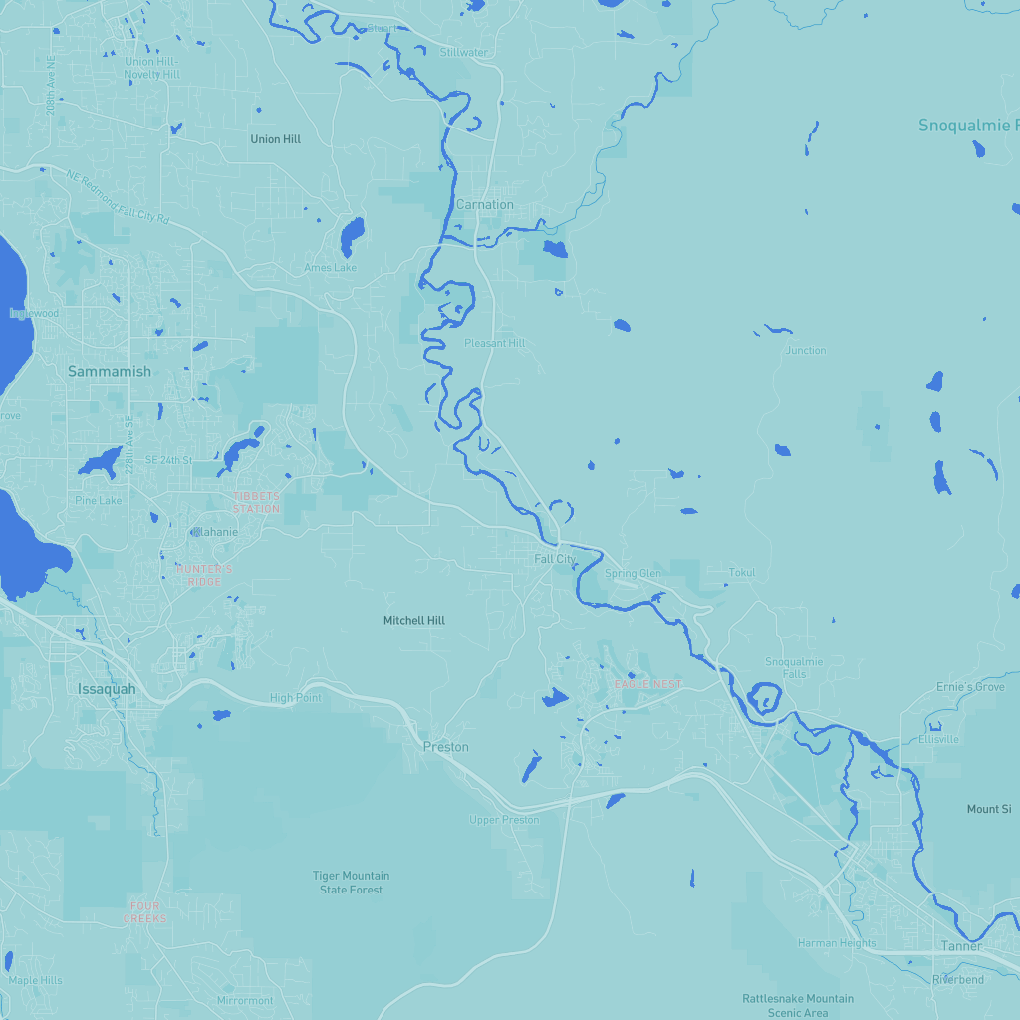 Stuart
Stillwater
Union Hill-
Novelty Hill
208th Ave NE
Snoqualmie
Union Hill
NE Redmond Fall City Rd
Carnation
Ames Lake
Inglewood
Pleasant Hill
Junction
Sammamish
rove
228th Ave SE
SE 24th St
Pine Lake
TIBBETS
STATION
lahanie
Fall City
HUNTER'S
RIDGE
Spring Glen
Tokul
Mitchell Hill
Snoqualmie
Falls
EAGLE NEST
Issaquah
High Point
Ernie's Grove
Ellisville
Preston
Mount Si
Upper Preston
Tiger Mountain
State Forest
FOUR
CREEKS
Harman Heights
Tanner
Maple Hills
Riverbend
Mirrormont
Rattlesnake Mountain
Scenic Area